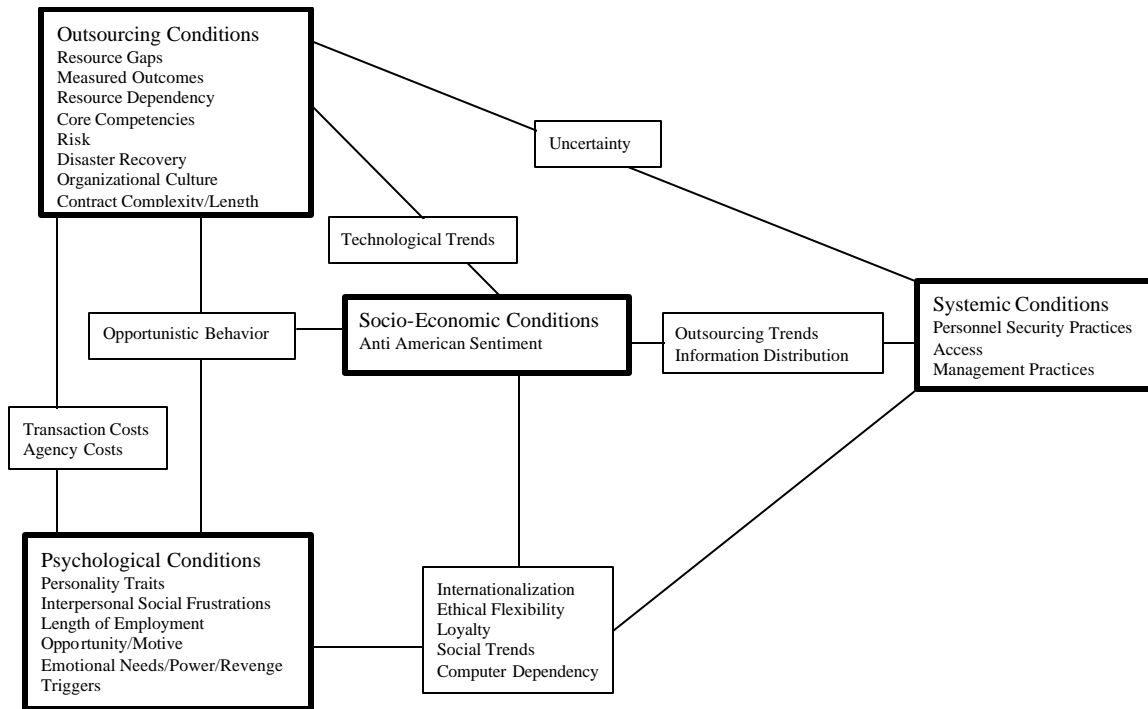 Outsourcing Conditions
Resource Gaps
Measured Outcomes
Resource Dependency
Core Competencies
Risk
Disaster Recovery
Organizational Culture
Contract Complexity/Length
Uncertainty
Technological Trends
Opportunistic Behavior
Socio-Economic Conditions
Anti American Sentiment
Outsourcing Trends
Information Distribution
Systemic Conditions
Personnel Security Practices
Access
Management Practices
Transaction Costs
Agency Costs
Psychological Conditions
Personality Traits
Interpersonal Social Frustrations
Length of Employment
Opportunity/Motive
Emotional Needs/Power/Revenge
Triggers
Internationalization
Ethical Flexibility
Loyalty
Social Trends
Computer Dependency